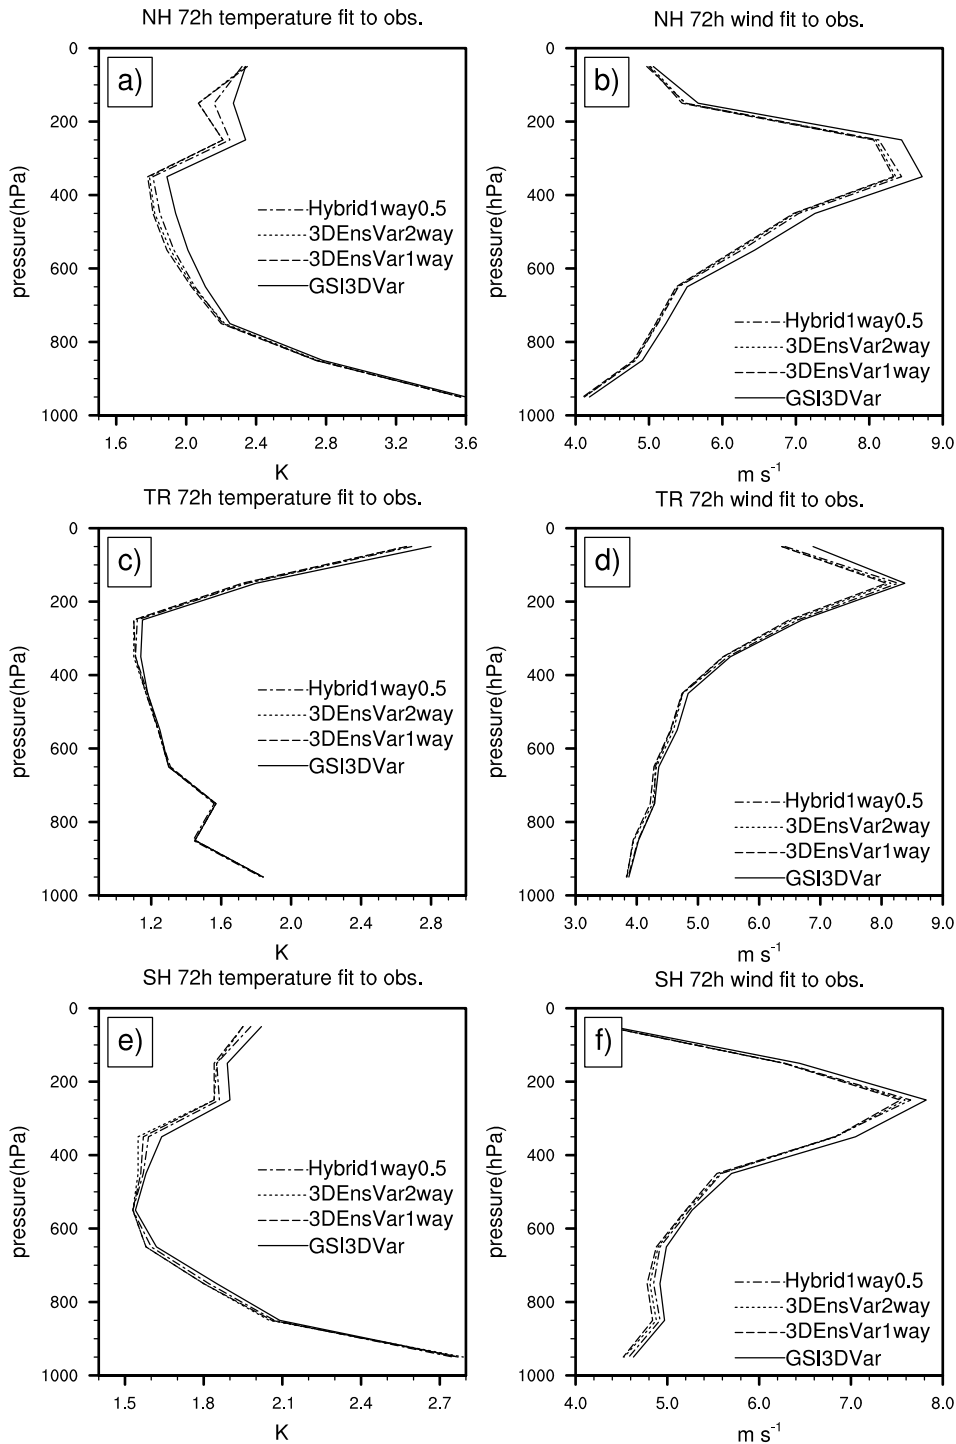 NH 72h temperature fit to obs.
a)
pressure(hPa)
0
200
400
600
800
1000
Hybrid1way0.5
3DEnsVar2way
3DEnsVar1way
GSI3DVar
1.6 2.0 2.4 2.8 3.2 3.6
K
NH 72h wind fit to obs.
b)
pressure(hPa)
0
200
400
600
800
1000
Hybrid1way0.5
3DEnsVar2way
3DEnsVar1way
GSI3DVar
4.0 5.0 6.0 7.0 8.0 9.0
m s-1
TR 72h temperature fit to obs.
c)
pressure(hPa)
0
200
400
600
800
1000
Hybrid1way0.5
3DEnsVar2way
3DEnsVar1way
GSI3DVar
1.2 1.6 2.0 2.4 2.8
K
TR 72h wind fit to obs.
d)
pressure(hPa)
0
200
400
600
800
1000
Hybrid1way0.5
3DEnsVar2way
3DEnsVar1way
GSI3DVar
3.0 4.0 5.0 6.0 7.0 8.0 9.0
m s-1
SH 72h temperature fit to obs.
e)
pressure(hPa)
0
200
400
600
800
1000
Hybrid1way0.5
3DEnsVar2way
3DEnsVar1way
GSI3DVar
1.5 1.8 2.1 2.4 2.7
K
SH 72h wind fit to obs.
f)
pressure(hPa)
0
200
400
600
800
1000
Hybrid1way0.5
3DEnsVar2way
3DEnsVar1way
GSI3DVar
4.0 5.0 6.0 7.0 8.0
m s-1